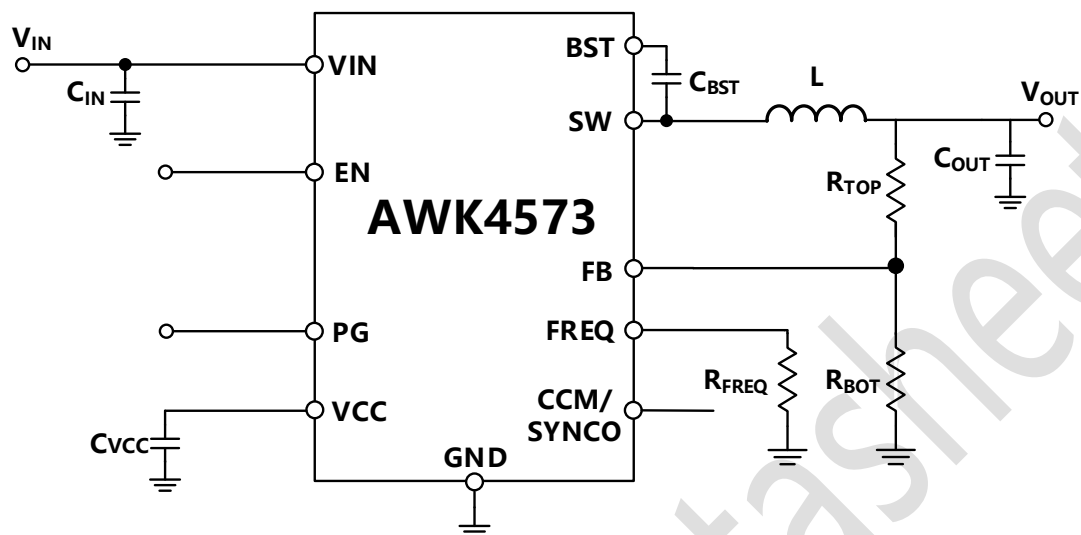 VIN
CIN
VIN
EN
PG
VCC
CVCC
AWK4573
GND
BST
SW
FB
FREQ
CCM/
SYNCO
CBST
L
VOUT
COUT
RTOP
RFREQ
RBOT
tasheet